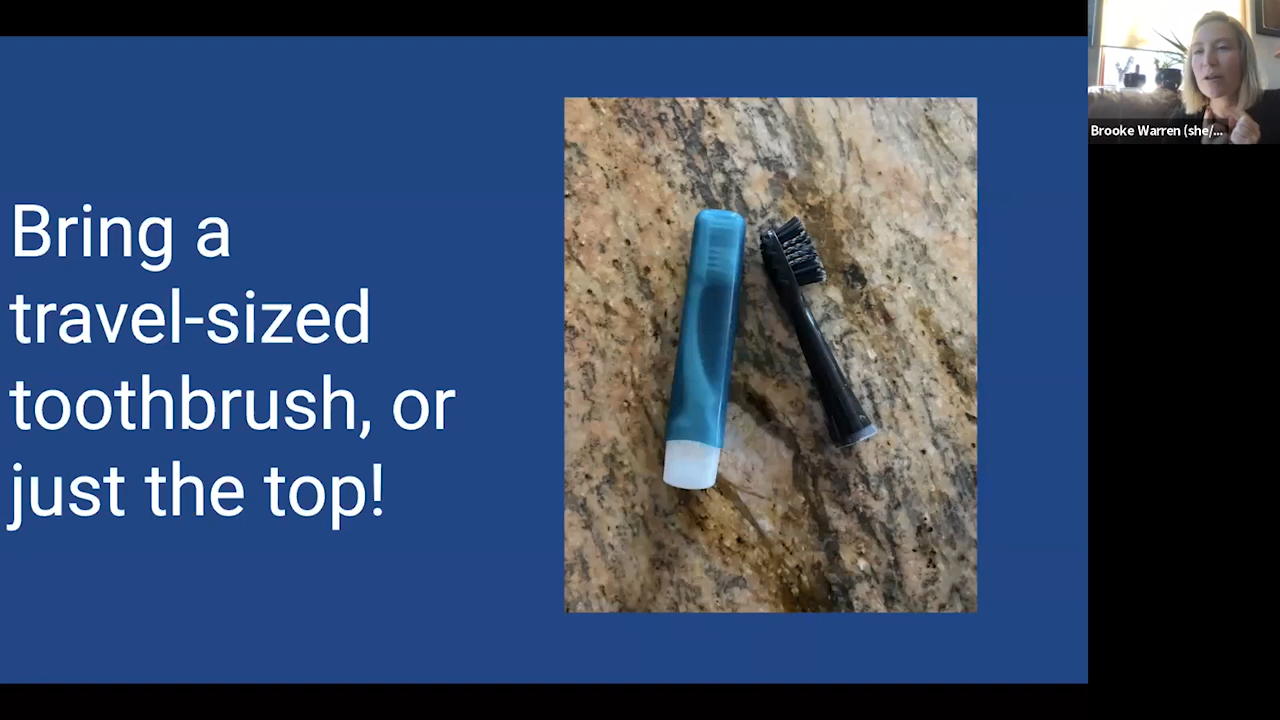 Bring a
travel-sized
toothbrush, or
just the top!
Brooke Warren (she/...